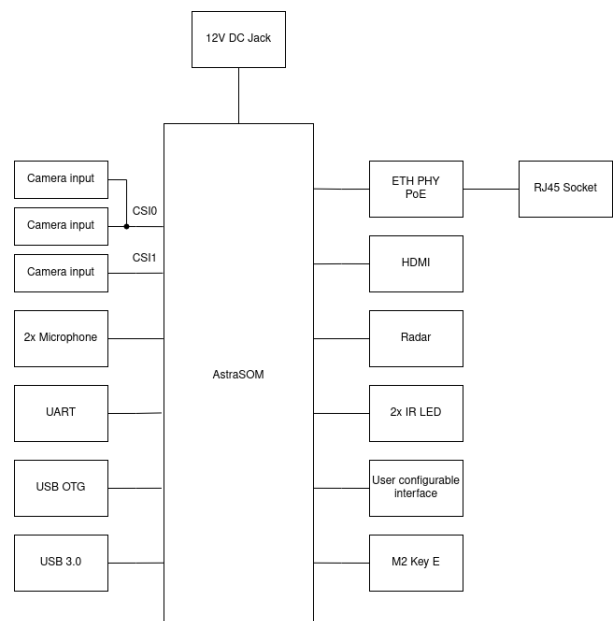 12V DC Jack
Camera input
CSI0
Camera input
CSI1
Camera input
2x Microphone
UART
USB OTG
USB 3.0
AstraSOM
ETH PHY
PoE
RJ45 Socket
HDMI
Radar
2x IR LED
User configurable
interface
M2 Key E